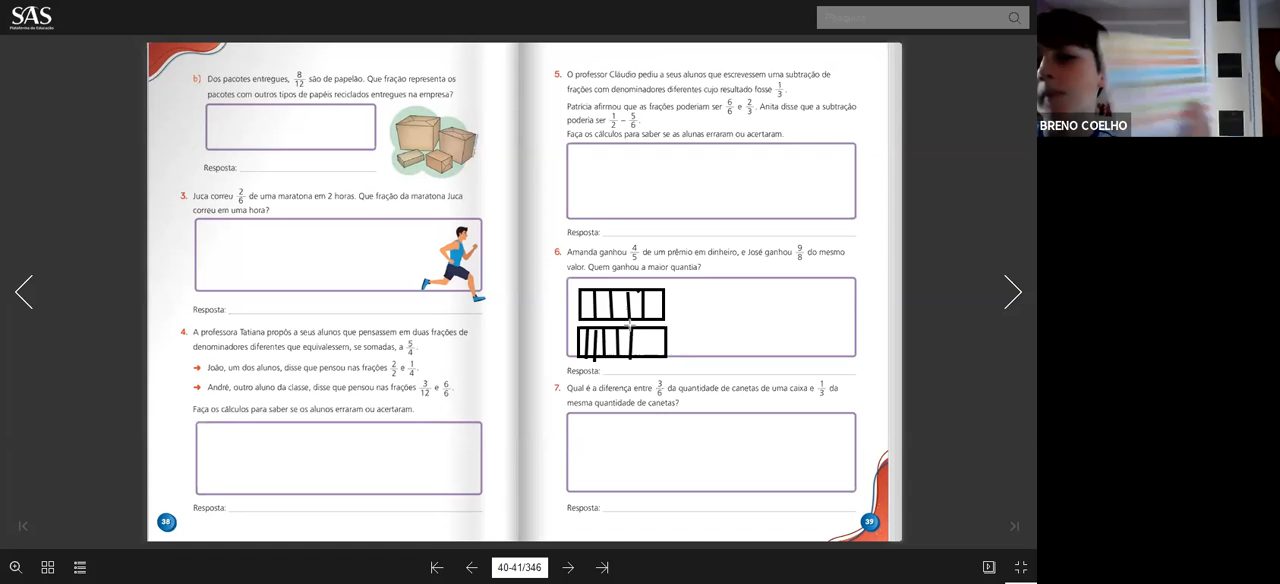 SAS
Plataforma de Educação
Pesquisar
BRENO COELHO
b) Dos pacotes entregues, 8/12 são de papelão. Que fração representa os
pacotes com outros tipos de papéis reciclados entregues na empresa?
Resposta:
3. Juca correu 2/6 de uma maratona em 2 horas. Que fração da maratona Juca
correu em uma hora?
Resposta:
4. A professora Tatiana propôs a seus alunos que pensassem em duas frações de
denominadores diferentes que equivalessem, se somadas, a 5/4.
➜ João, um dos alunos, disse que pensou nas frações 2/2 e 1/4.
➜ André, outro aluno da classe, disse que pensou nas frações 3/12 e 6/6.
Faça os cálculos para saber se os alunos erraram ou acertaram.
Resposta:
38
5. O professor Cláudio pediu a seus alunos que escrevessem uma subtração de
frações com denominadores diferentes cujo resultado fosse 1/3.
Patrícia afirmou que as frações poderiam ser 6/6 e 2/3. Anita disse que a subtração
poderia ser 1/2 − 5/6.
Faça os cálculos para saber se as alunas erraram ou acertaram.
Resposta:
6. Amanda ganhou 4/5 de um prêmio em dinheiro, e José ganhou 9/8 do mesmo
valor. Quem ganhou a maior quantia?
Resposta:
7. Qual é a diferença entre 3/6 da quantidade de canetas de uma caixa e 1/3 da
mesma quantidade de canetas?
Resposta:
39
40-41/346